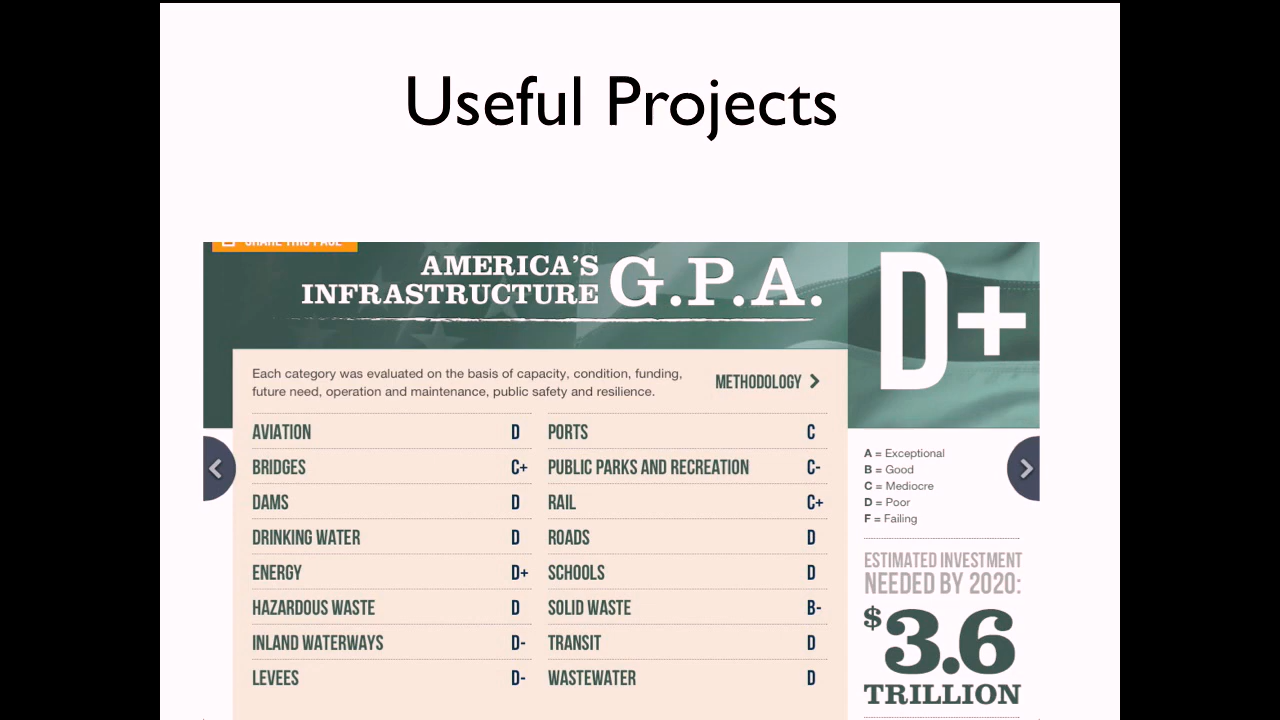 Useful Projects
SHARE THIS PAGE
AMERICA'S
INFRASTRUCTURE G.P.A.
D+
Each category was evaluated on the basis of capacity, condition, funding,
future need, operation and maintenance, public safety and resilience.
METHODOLOGY
AVIATION D
BRIDGES C+
DAMS D
DRINKING WATER D
ENERGY D+
HAZARDOUS WASTE D
INLAND WATERWAYS D-
LEVEES D-
PORTS C
PUBLIC PARKS AND RECREATION C-
RAIL C+
ROADS D
SCHOOLS D
SOLID WASTE B-
TRANSIT D
WASTEWATER D
A = Exceptional
B = Good
C = Mediocre
D = Poor
F = Failing
ESTIMATED INVESTMENT
NEEDED BY 2020:
$3.6
TRILLION